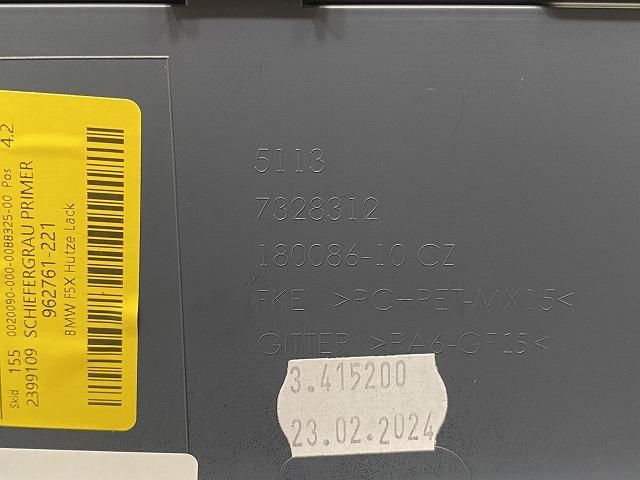 Skid 155 0020090-000-0088325-00 Pos 4.2
2399109 SCHIEFERGRAU PRIMER
962761-221
BMW F5X Hutze Lack
5113
7328312
180086-10 CZ
FKE >PC+PET-MX15<
GITTER >PA6-GF15<
3.415200
23.02.2024